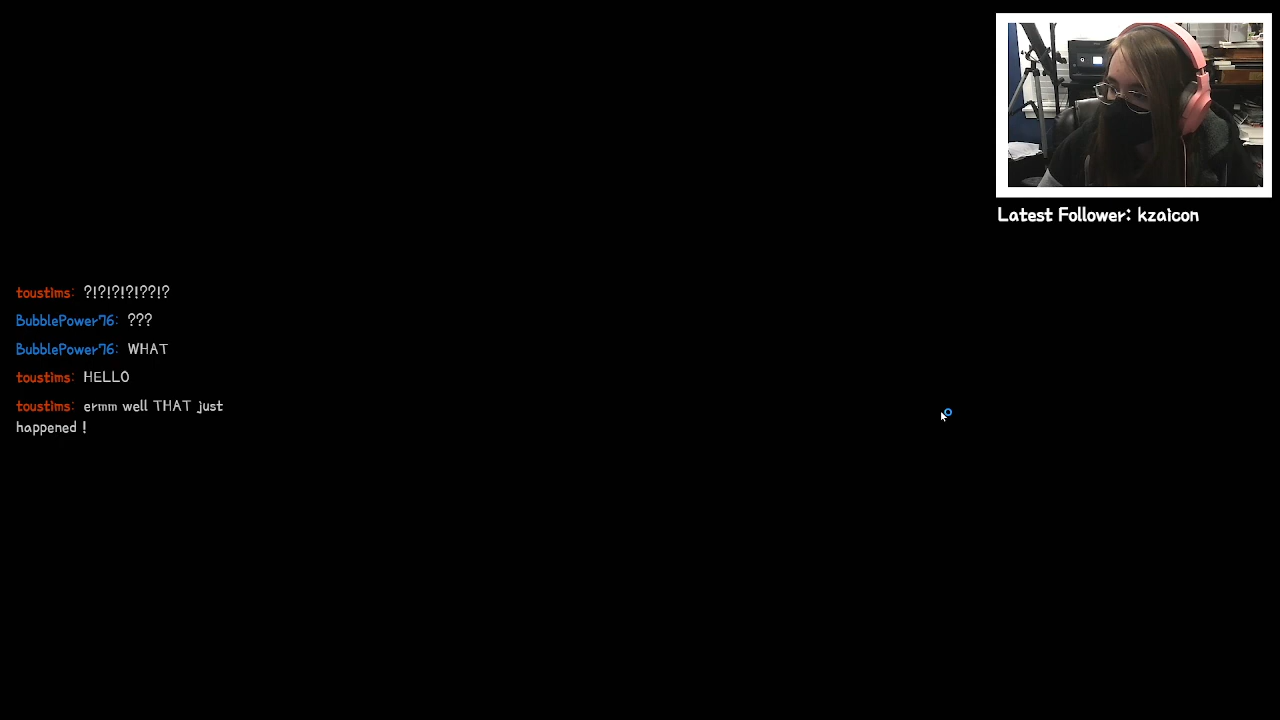 Latest Follower: kzaicon
toustims: ?!?!?!?!??!?
BubblePower76: ???
BubblePower76: WHAT
toustims: HELLO
toustims: ermm well THAT just
happened !